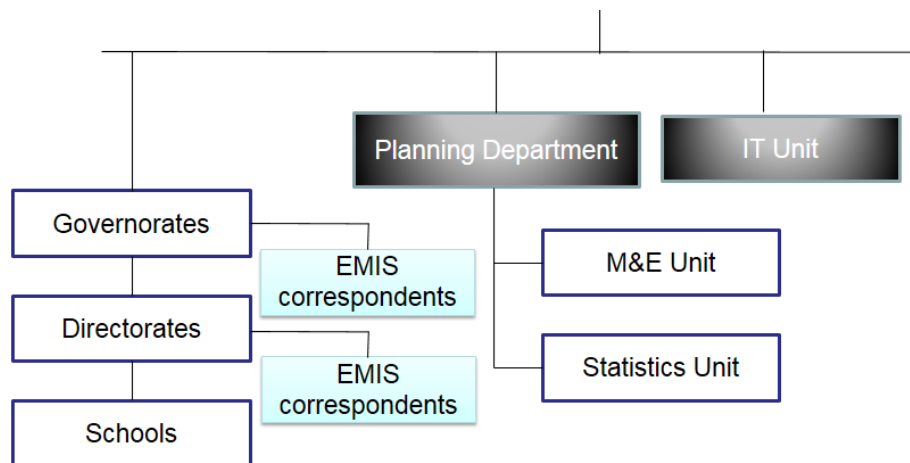 Planning Department
IT Unit
Governorates
EMIS
correspondents
M&E Unit
Directorates
EMIS
correspondents
Statistics Unit
Schools